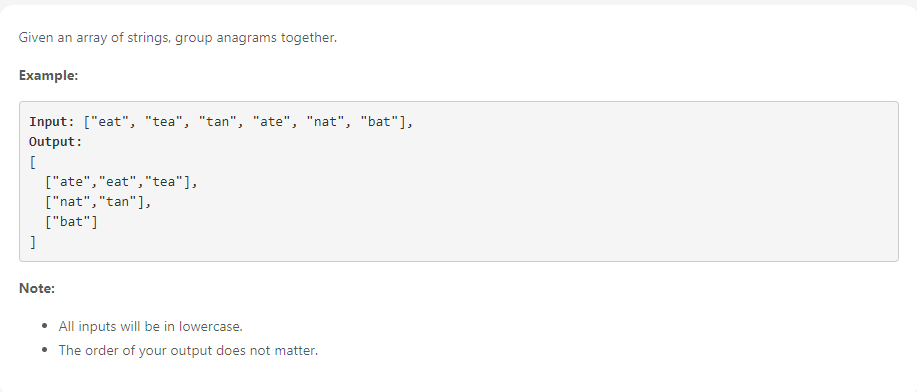 Given an array of strings, group anagrams together.
Example:
Input: ["eat", "tea", "tan", "ate", "nat", "bat"],
Output:
[
  ["ate","eat","tea"],
  ["nat","tan"],
  ["bat"]
]
Note:
• All inputs will be in lowercase.
• The order of your output does not matter.